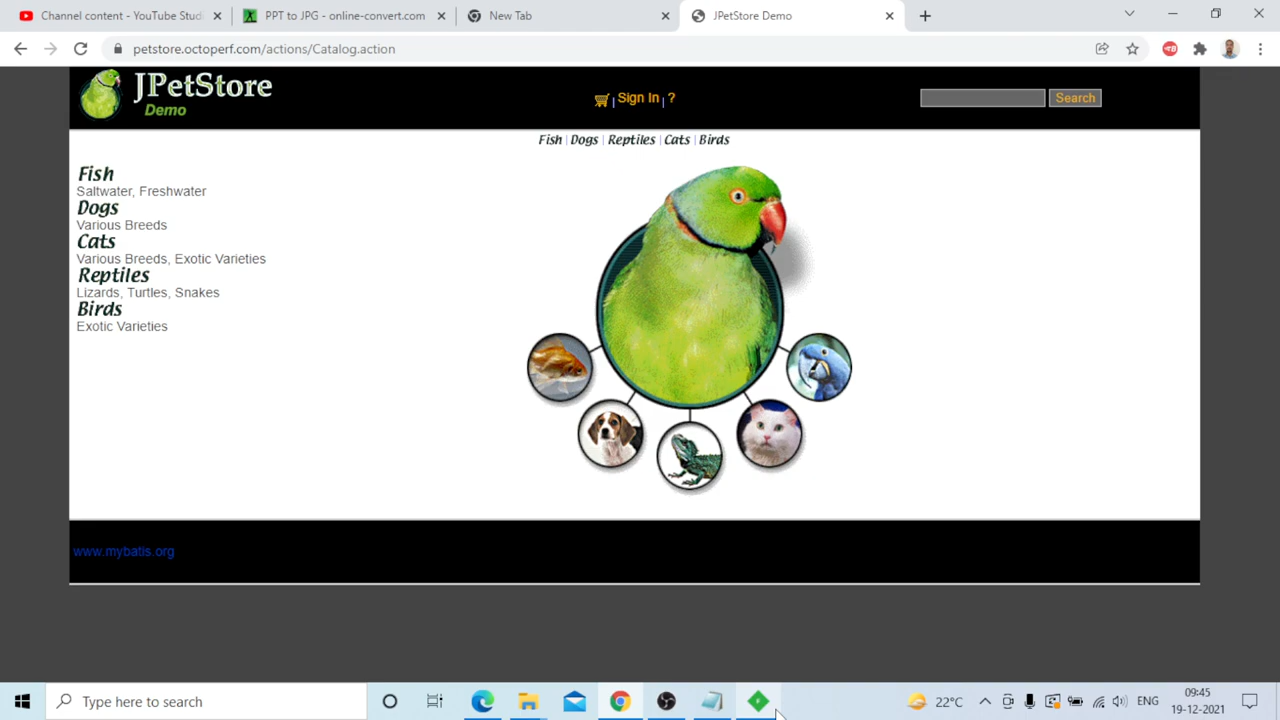 Channel content - YouTube Studi
PPT to JPG - online-convert.com
New Tab
JPetStore Demo
petstore.octoperf.com/actions/Catalog.action
JPetStore
Demo
Sign In
?
Search
Fish
Dogs
Reptiles
Cats
Birds
Fish
Saltwater, Freshwater
Dogs
Various Breeds
Cats
Various Breeds, Exotic Varieties
Reptiles
Lizards, Turtles, Snakes
Birds
Exotic Varieties
www.mybatis.org
Type here to search
22°C
ENG
09:45
19-12-2021